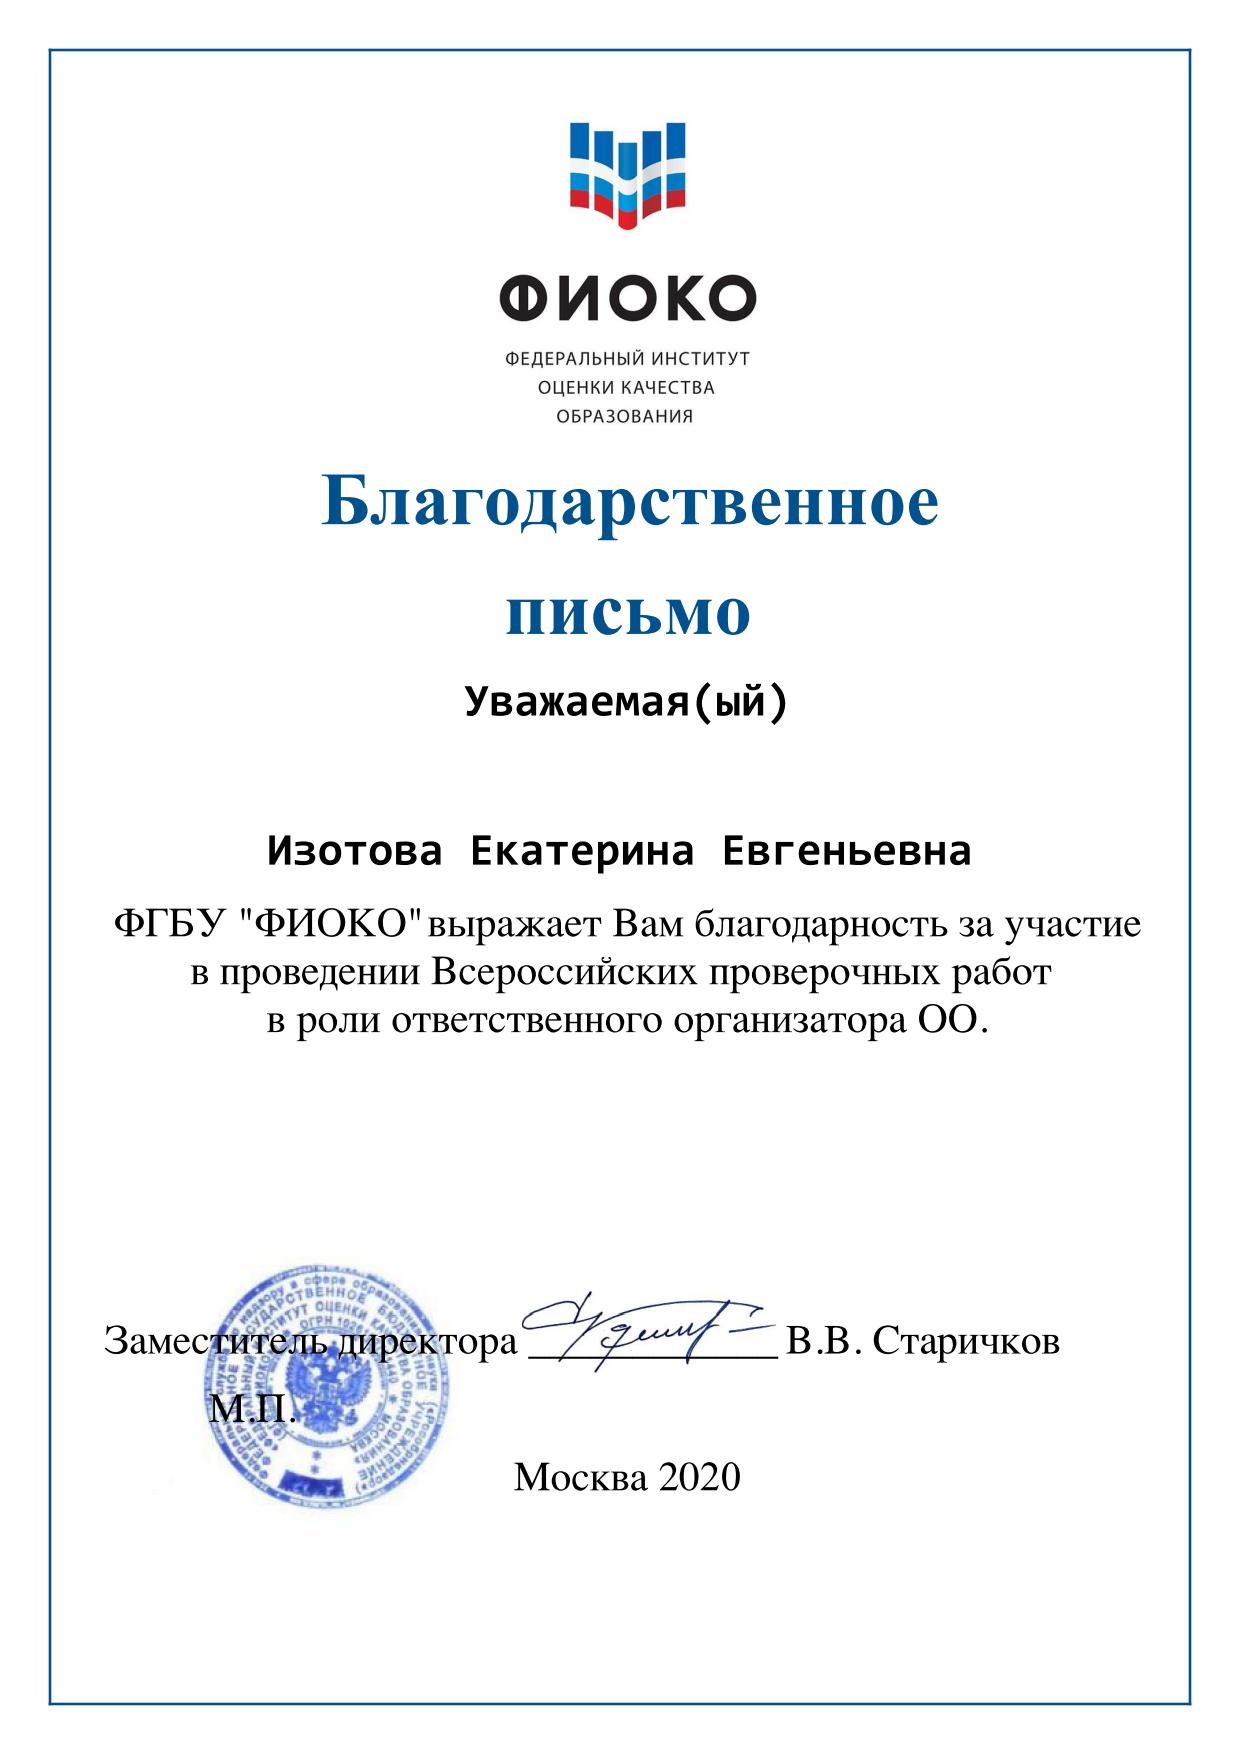 ФИОКО
ФЕДЕРАЛЬНЫЙ ИНСТИТУТ
ОЦЕНКИ КАЧЕСТВА
ОБРАЗОВАНИЯ
Благодарственное
письмо
Уважаемая(ый)
Изотова Екатерина Евгеньевна
ФГБУ "ФИОКО" выражает Вам благодарность за участие
в проведении Всероссийских проверочных работ
в роли ответственного организатора ОО.
Заместитель директора ____________ В.В. Старичков
М.П.
Москва 2020